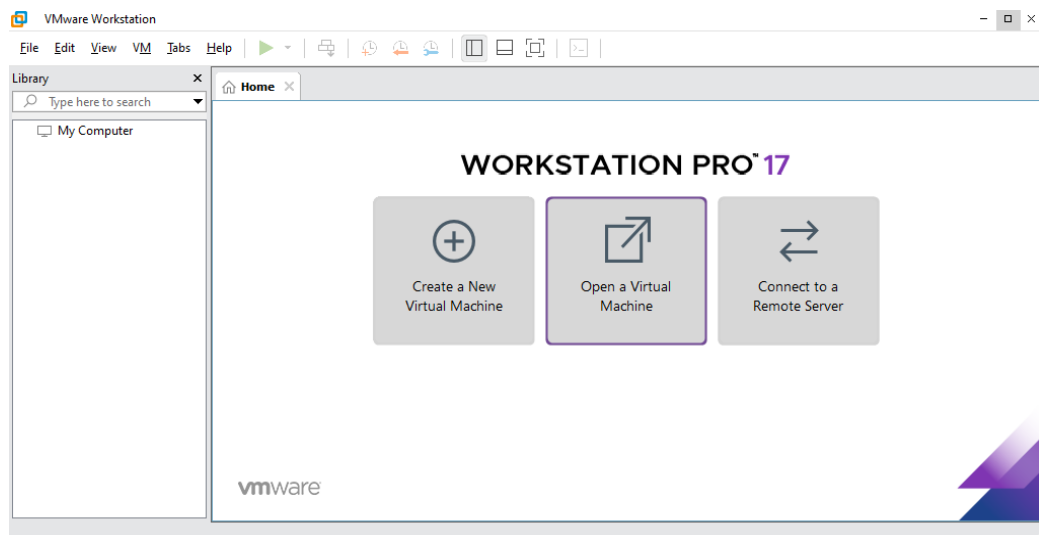 VMware Workstation
File Edit View VM Tabs Help
Library
Type here to search
My Computer
Home
WORKSTATION PRO™ 17
Create a New
Virtual Machine
Open a Virtual
Machine
Connect to a
Remote Server
vmware